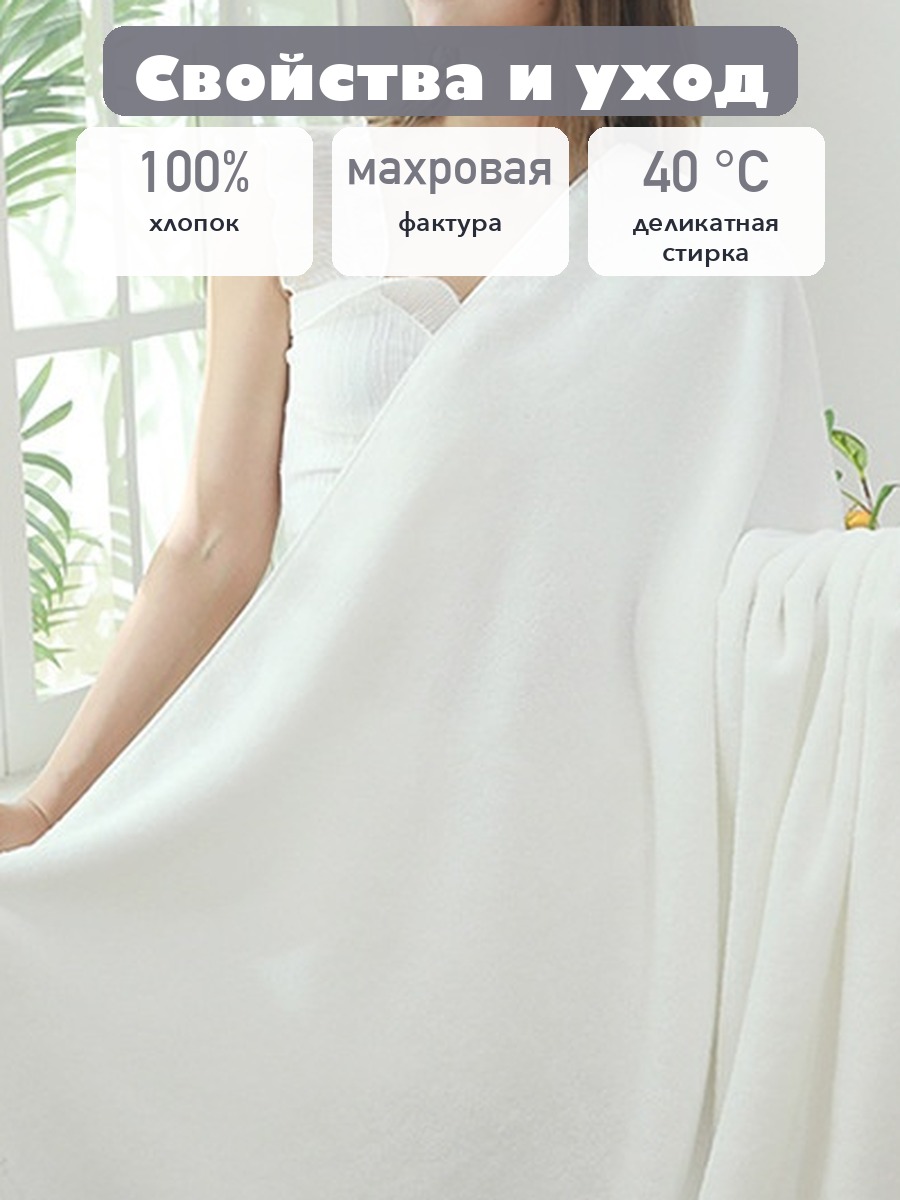 Свойства и уход
100%
хлопок
махровая
фактура
40 °C
деликатная
стирка